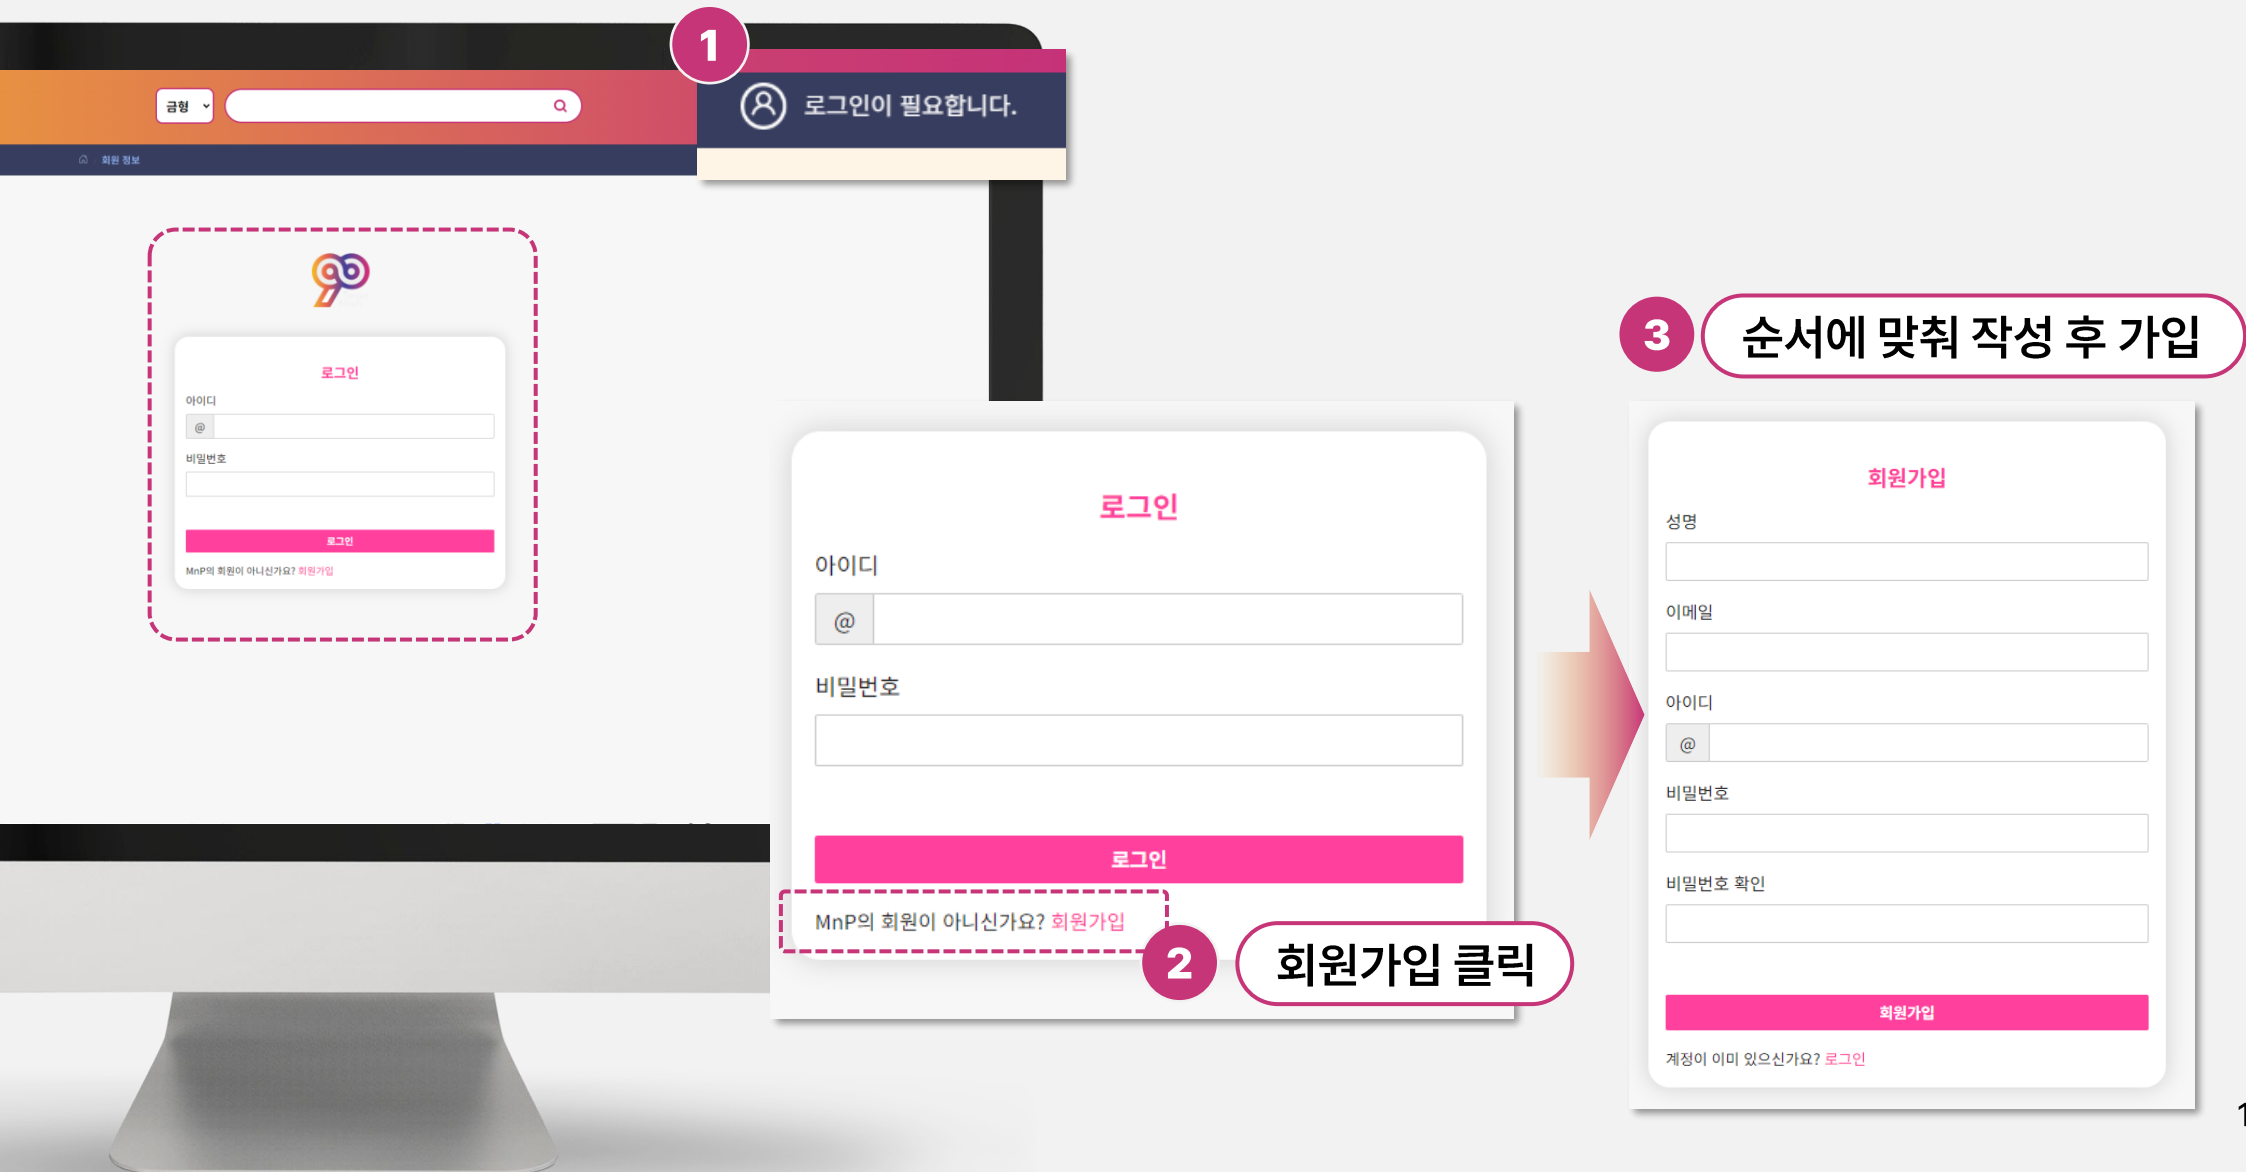 1
로그인이 필요합니다.
금형
회원 정보
로그인
아이디
@
비밀번호
로그인
MnP의 회원이 아니신가요? 회원가입
로그인
아이디
@
비밀번호
로그인
MnP의 회원이 아니신가요? 회원가입
2
회원가입 클릭
3
순서에 맞춰 작성 후 가입
회원가입
성명
이메일
아이디
@
비밀번호
비밀번호 확인
회원가입
계정이 이미 있으신가요? 로그인